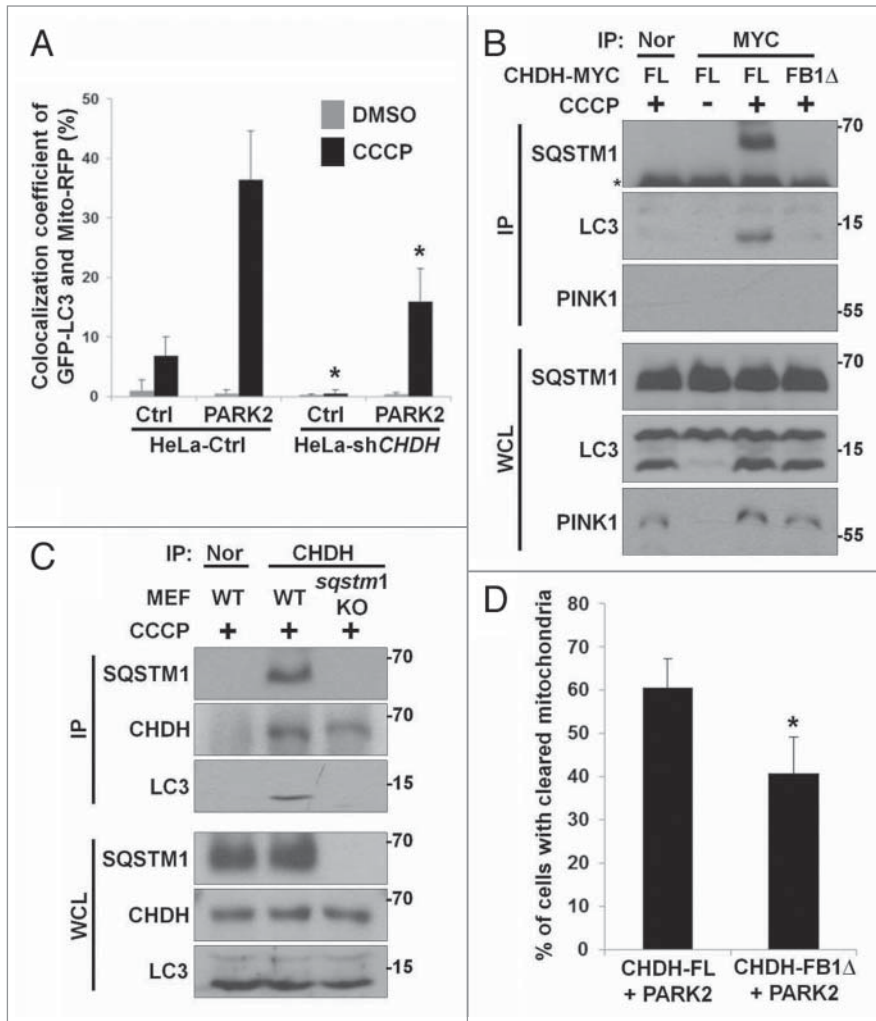 A
Colocalization coefficient of
GFP-LC3 and Mito-RFP (%)
50
40
30
20
10
0
DMSO
CCCP
*
*
Ctrl PARK2 Ctrl PARK2
HeLa-Ctrl HeLa-shCHDH
B
IP: Nor MYC
CHDH-MYC FL FL FL FB1Δ
CCCP + - + +
IP
SQSTM1 -70
*
LC3 -15
PINK1 -55
WCL
SQSTM1 -70
LC3 -15
PINK1 -55
C
IP: Nor CHDH
MEF WT WT sqstm1
KO
CCCP + + +
IP
SQSTM1 -70
CHDH -70
LC3 -15
WCL
SQSTM1 -70
CHDH -70
LC3 -15
D
% of cells with cleared mitochondria
80
70
60
50
40
30
20
10
0
*
CHDH-FL CHDH-FB1Δ
+ PARK2 + PARK2